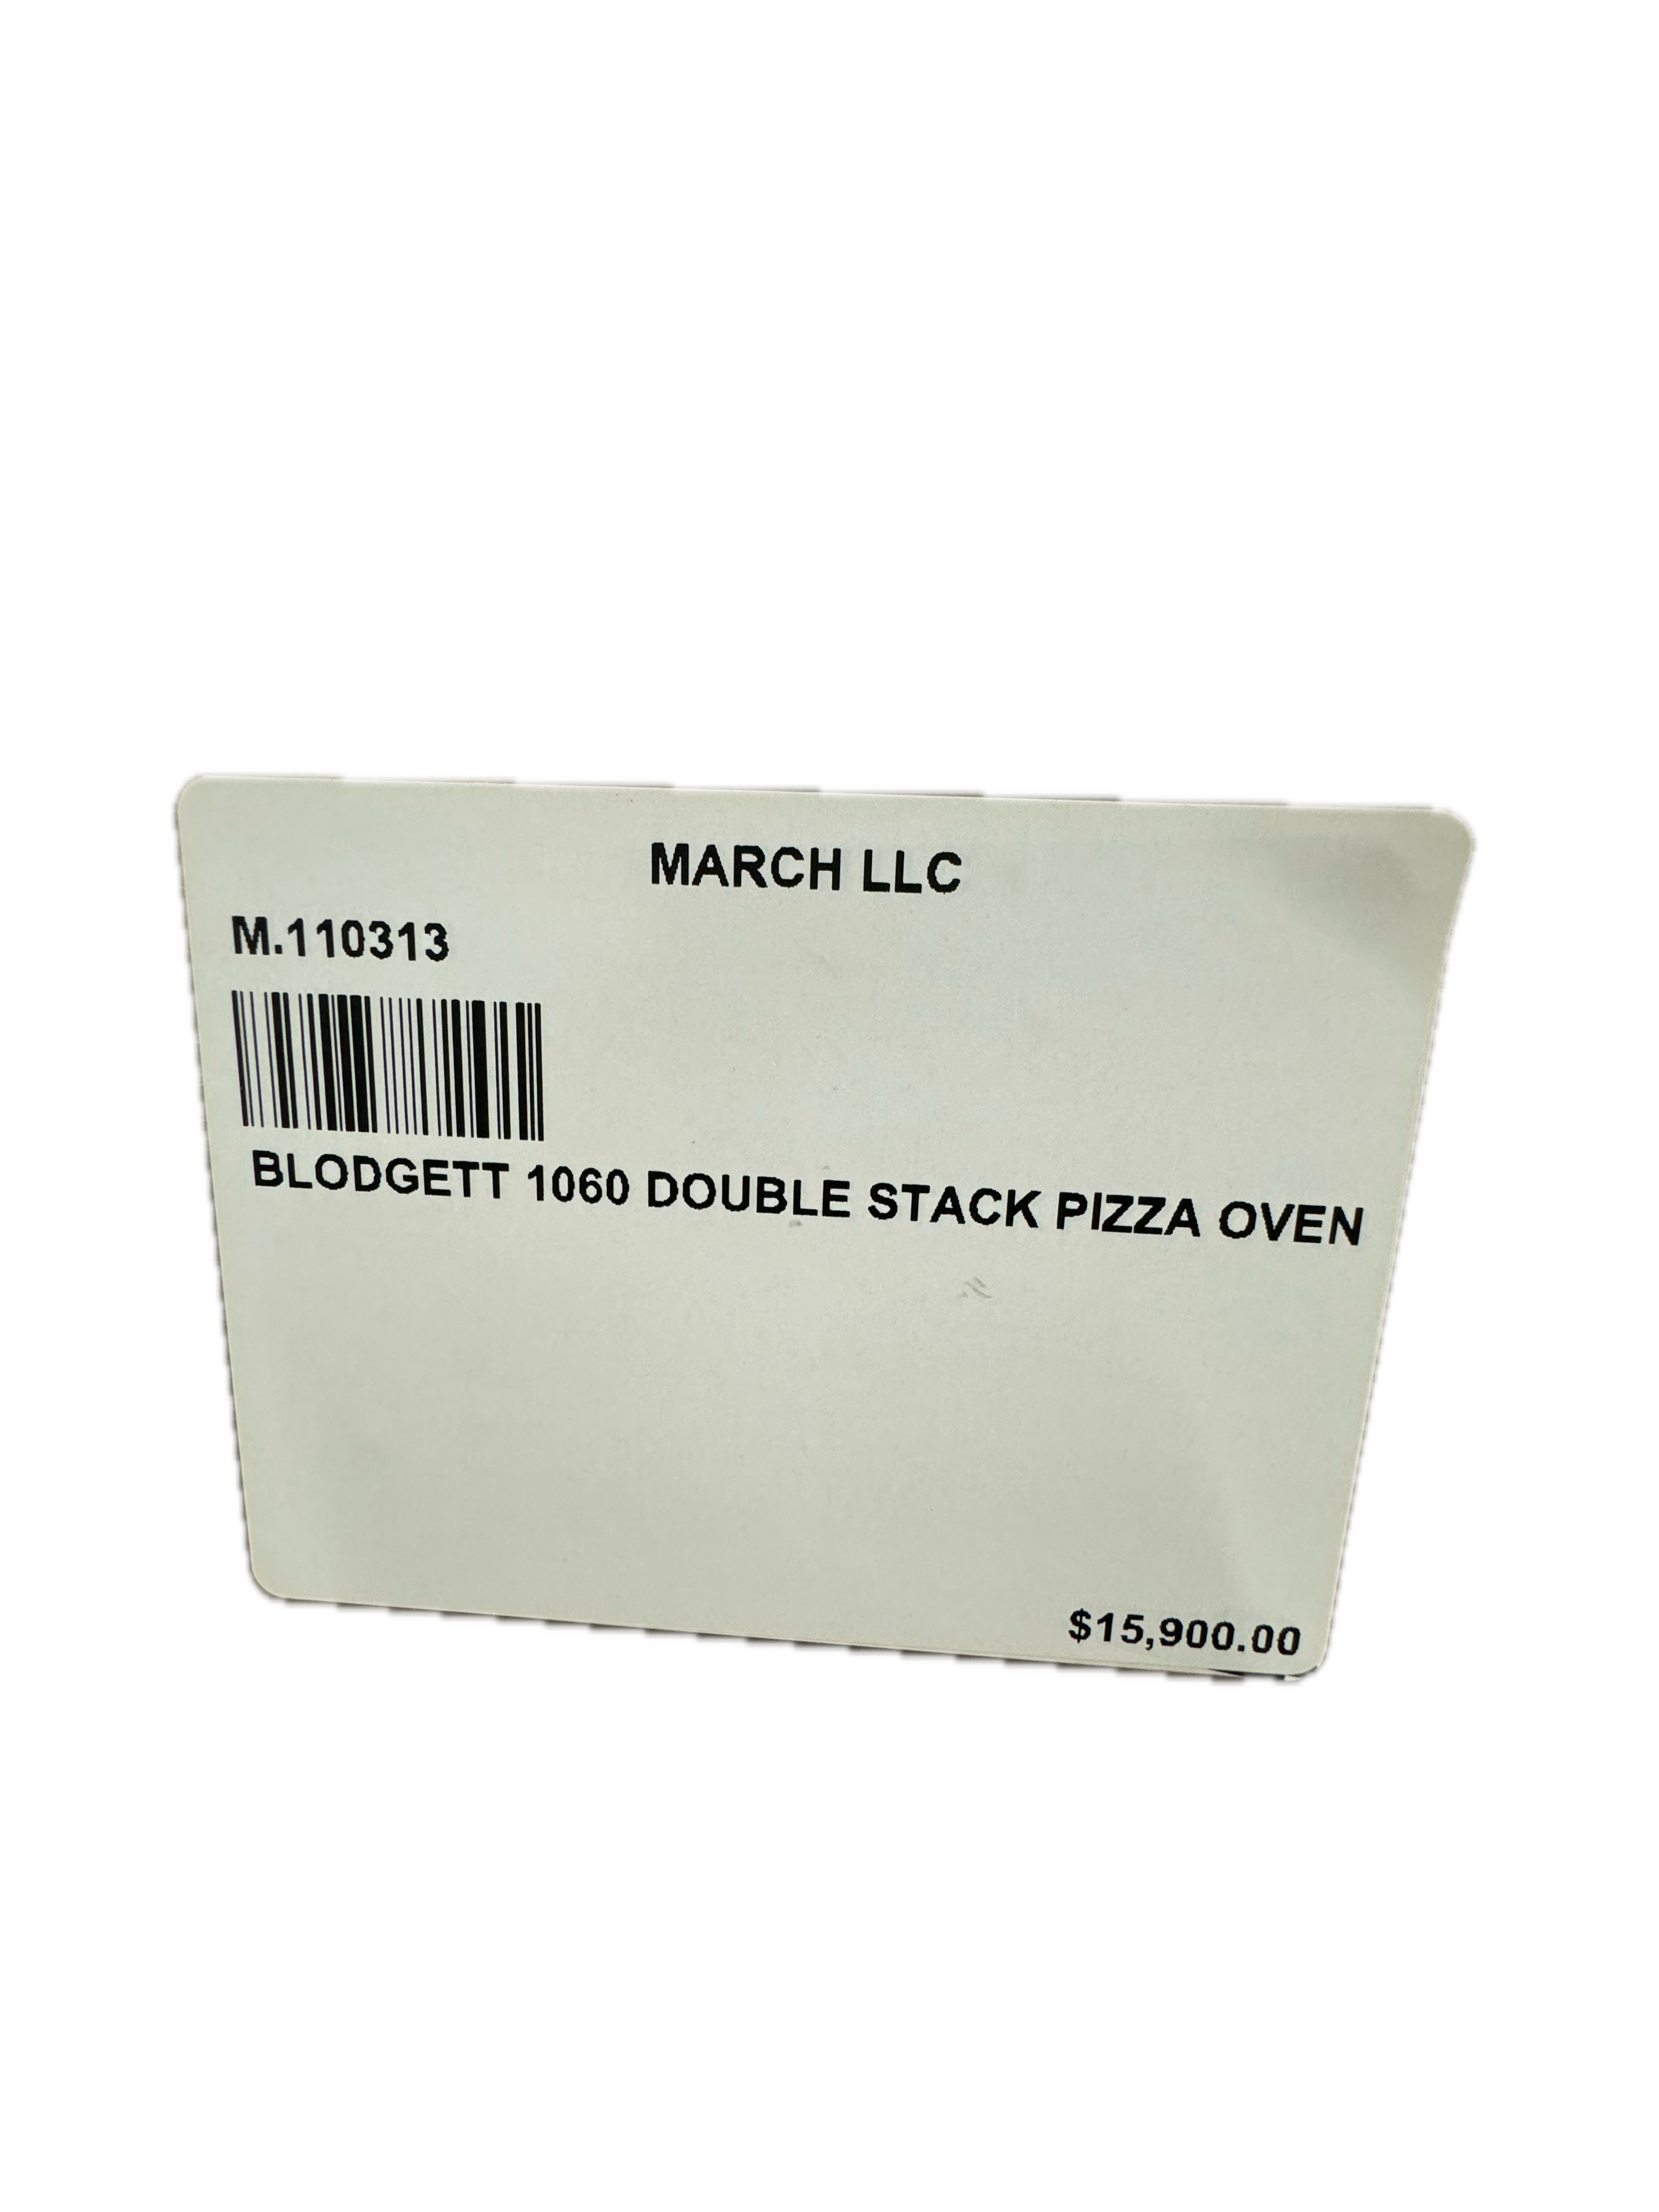 MARCH LLC
M.110313
BLODGETT 1060 DOUBLE STACK PIZZA OVEN
$15,900.00